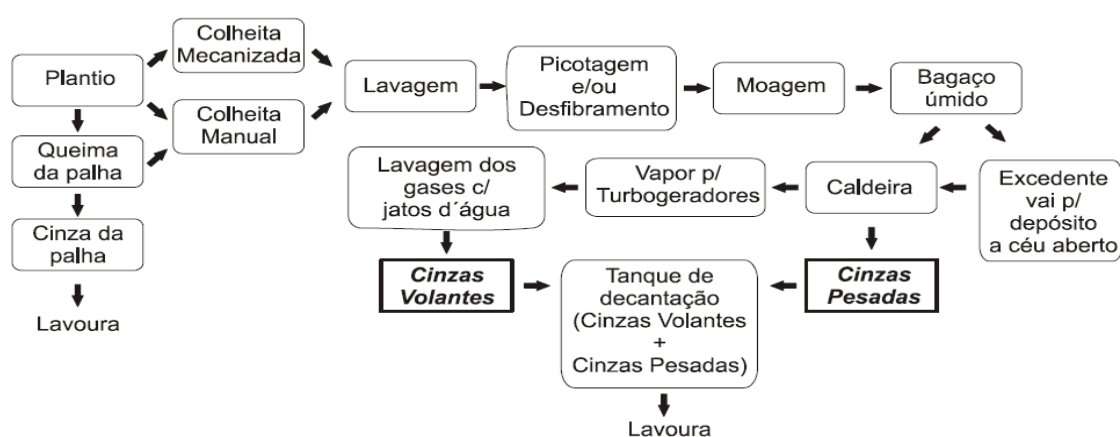 Colheita
Mecanizada
Plantio
Colheita
Manual
Queima
da palha
Cinza da
palha
Lavoura
Lavagem
Picotagem
e/ou
Desfibramento
Moagem
Bagaço
úmido
Excedente
vai p/
depósito
a céu aberto
Caldeira
Vapor p/
Turbogeradores
Lavagem dos
gases c/
jatos d´água
Cinzas
Volantes
Cinzas
Pesadas
Tanque de
decantação
(Cinzas Volantes
+
Cinzas Pesadas)
Lavoura